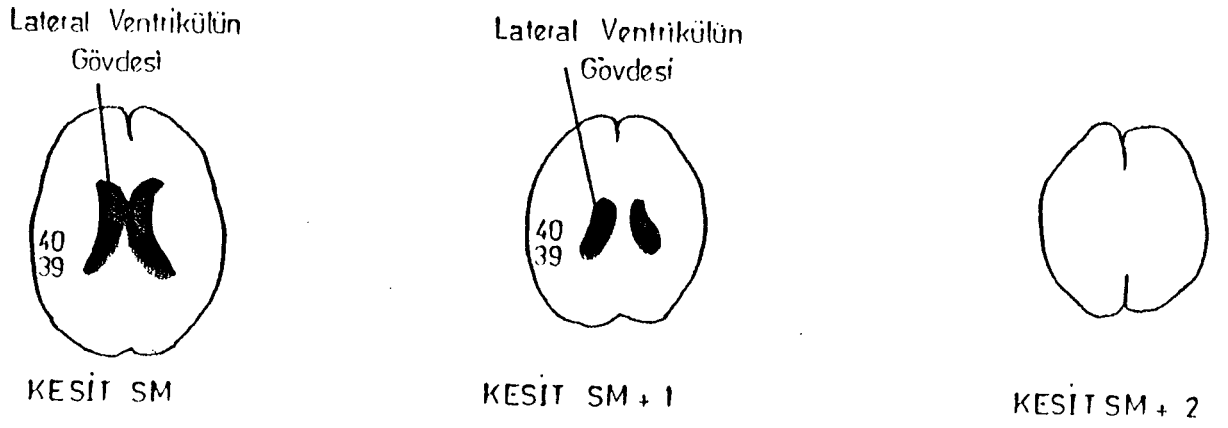 Lateral Ventrikülün
Gövdesi
40
39
KESİT SM
Lateral Ventrikülün
Gövdesi
40
39
KESİT SM + 1
KESİT SM + 2